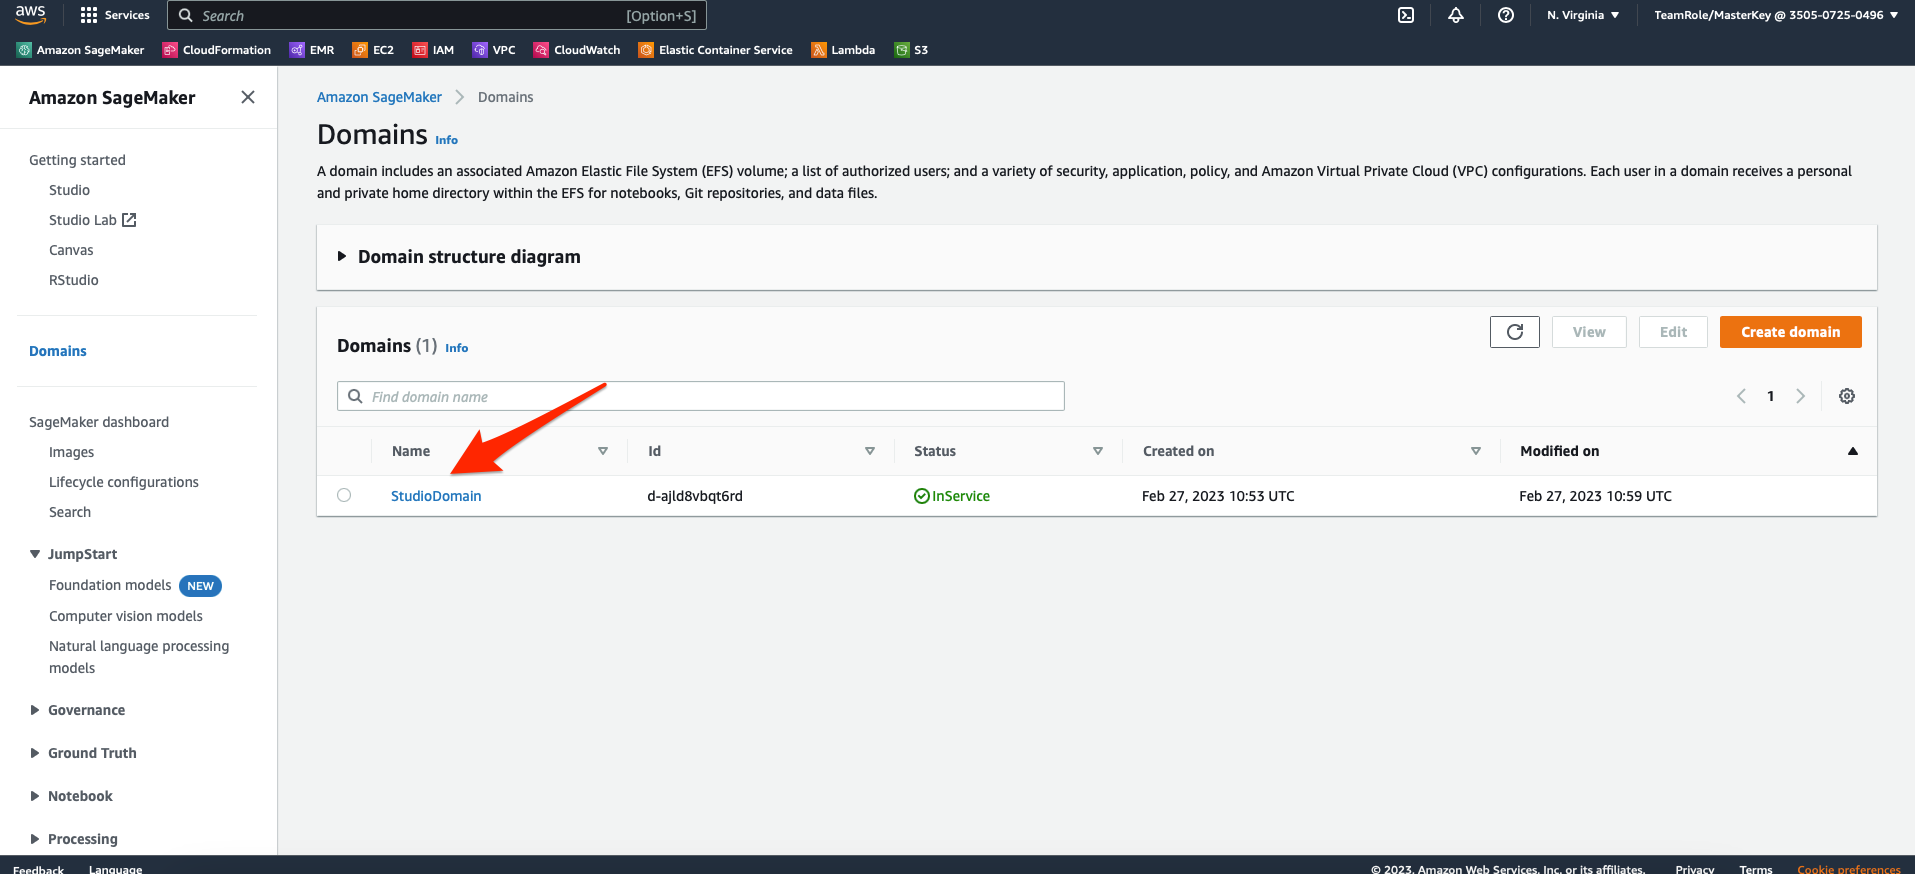 aws
Services
Search
[Option+S]
N. Virginia
TeamRole/MasterKey @ 3505-0725-0496
Amazon SageMaker
CloudFormation
EMR
EC2
IAM
VPC
CloudWatch
Elastic Container Service
Lambda
S3
Amazon SageMaker
Getting started
Studio
Studio Lab
Canvas
RStudio
Domains
SageMaker dashboard
Images
Lifecycle configurations
Search
JumpStart
Foundation models NEW
Computer vision models
Natural language processing
models
Governance
Ground Truth
Notebook
Processing
Amazon SageMaker
Domains
Domains Info
A domain includes an associated Amazon Elastic File System (EFS) volume; a list of authorized users; and a variety of security, application, policy, and Amazon Virtual Private Cloud (VPC) configurations. Each user in a domain receives a personal
and private home directory within the EFS for notebooks, Git repositories, and data files.
Domain structure diagram
Domains (1) Info
View
Edit
Create domain
Find domain name
1
Name
Id
Status
Created on
Modified on
StudioDomain
d-ajld8vbqt6rd
InService
Feb 27, 2023 10:53 UTC
Feb 27, 2023 10:59 UTC
Feedback
Language
© 2023, Amazon Web Services, Inc. or its affiliates.
Privacy
Terms
Cookie preferences